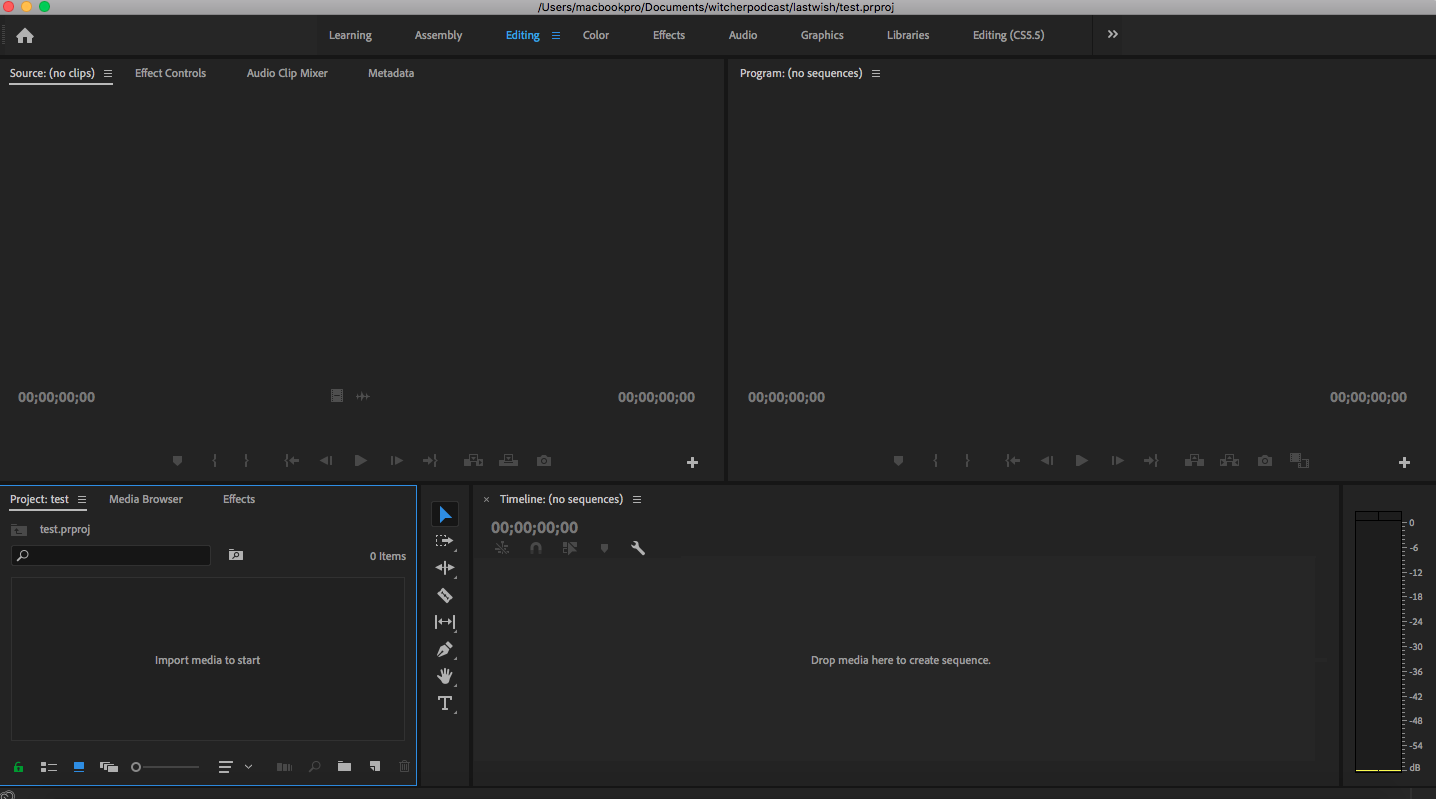 /Users/macbookpro/Documents/witcherpodcast/lastwish/test.prproj
Learning Assembly Editing Color Effects Audio Graphics Libraries Editing (CS5.5)
Source: (no clips) Effect Controls Audio Clip Mixer Metadata
Program: (no sequences)
00;00;00;00 00;00;00;00
00;00;00;00 00;00;00;00
Project: test Media Browser Effects
test.prproj
0 Items
Import media to start
Timeline: (no sequences)
00;00;00;00
Drop media here to create sequence.
0
-6
-12
-18
-24
-30
-36
-42
-48
-54
dB